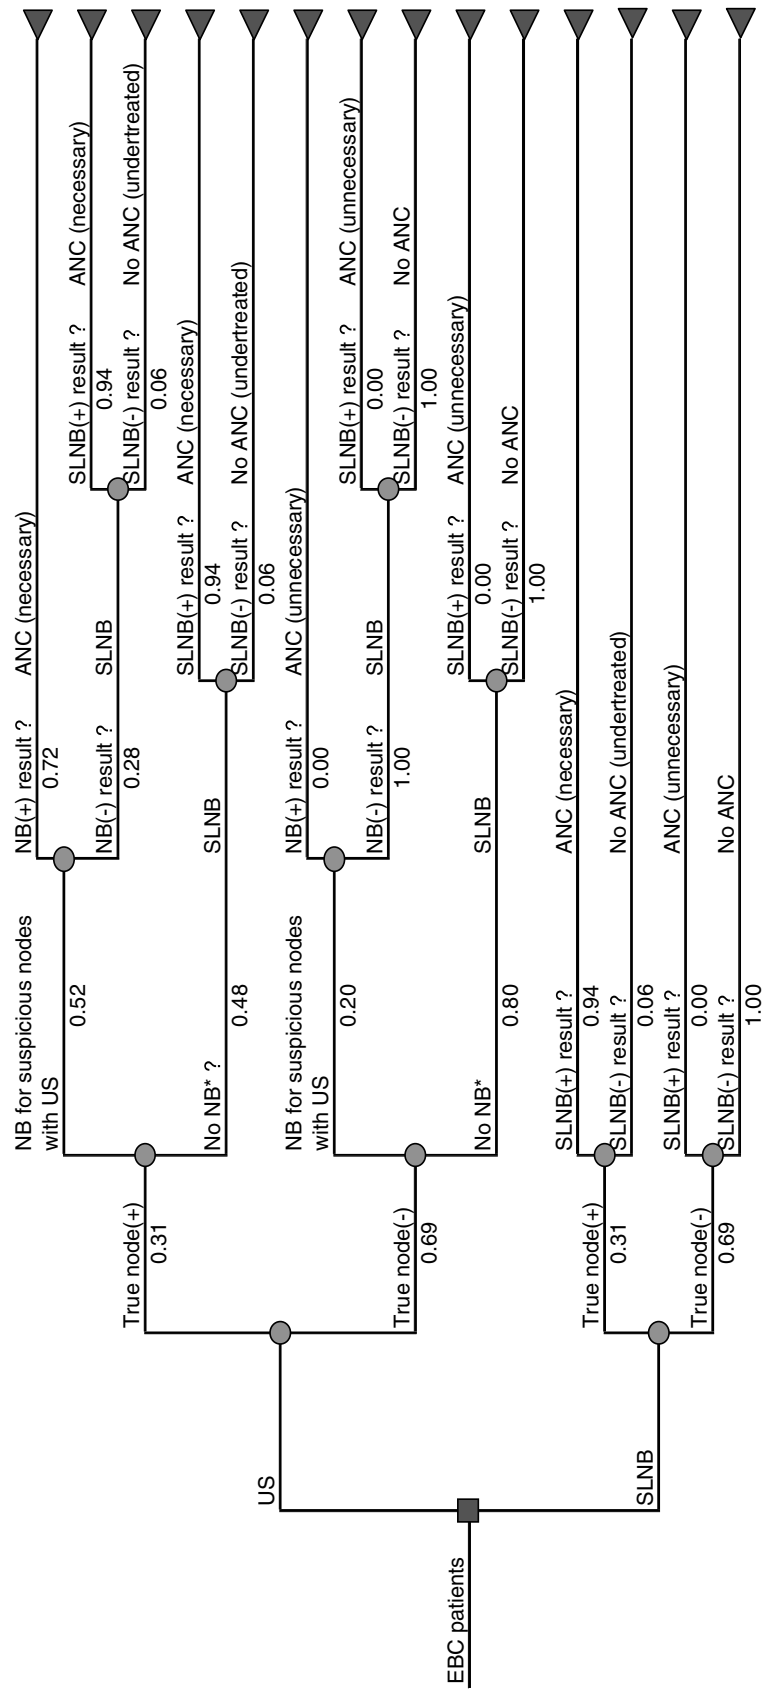 EBC patients
US
True node(+)
0.31
NB for suspicious nodes
with US
0.52
NB(+) result ?
0.72
ANC (necessary)
NB(-) result ?
0.28
SLNB
SLNB(+) result ?
0.94
ANC (necessary)
SLNB(-) result ?
0.06
No ANC (undertreated)
No NB* ?
0.48
SLNB
SLNB(+) result ?
0.94
ANC (necessary)
SLNB(-) result ?
0.06
No ANC (undertreated)
True node(-)
0.69
NB for suspicious nodes
with US
0.20
NB(+) result ?
0.00
ANC (unnecessary)
NB(-) result ?
1.00
SLNB
SLNB(+) result ?
0.00
ANC (unnecessary)
SLNB(-) result ?
1.00
No ANC
No NB*
0.80
SLNB
SLNB(+) result ?
0.00
ANC (unnecessary)
SLNB(-) result ?
1.00
No ANC
SLNB
True node(+)
0.31
SLNB(+) result ?
0.94
ANC (necessary)
SLNB(-) result ?
0.06
No ANC (undertreated)
True node(-)
0.69
SLNB(+) result ?
0.00
ANC (unnecessary)
SLNB(-) result ?
1.00
No ANC